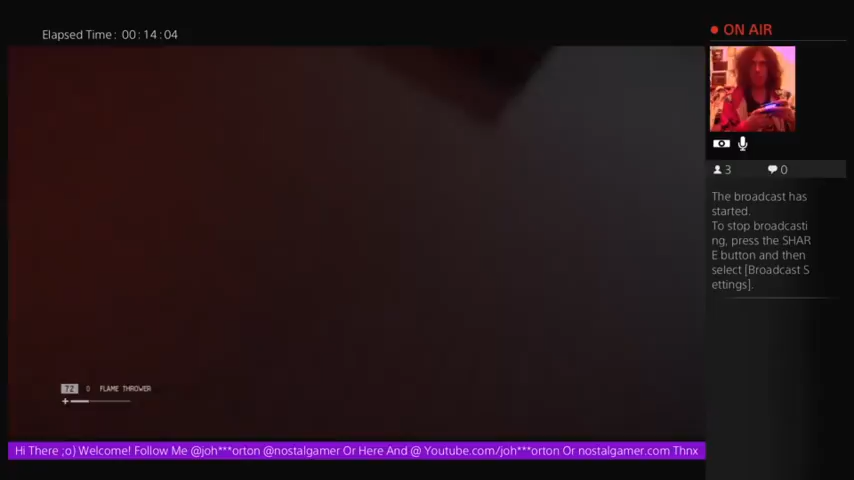 Elapsed Time: 00:14:04
ON AIR
3
0
The broadcast has
started.
To stop broadcasti
ng, press the SHAR
E button and then
select [Broadcast S
ettings].
72 0 FLAME THROWER
Hi There ;o) Welcome! Follow Me @joh***orton @nostalgamer Or Here And @ Youtube.com/joh***orton Or nostalgamer.com Thnx